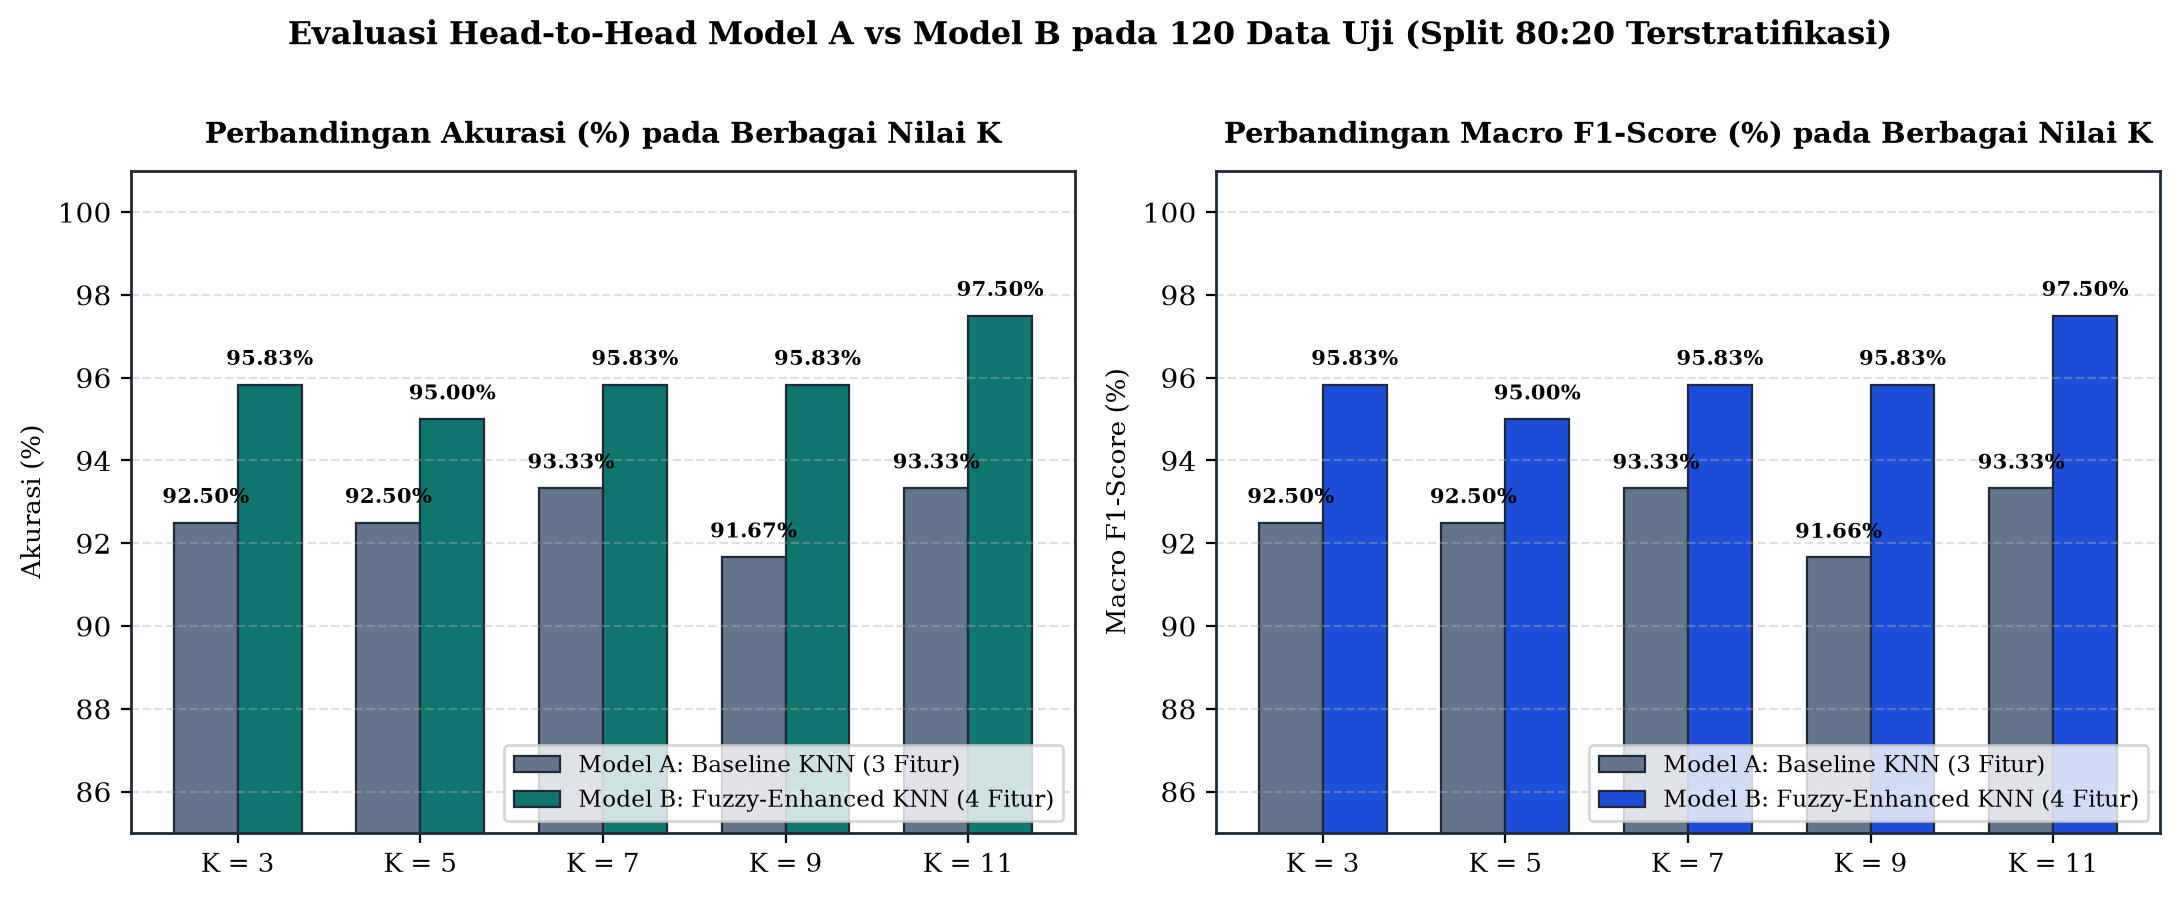 Evaluasi Head-to-Head Model A vs Model B pada 120 Data Uji (Split 80:20 Terstratifikasi)
Perbandingan Akurasi (%) pada Berbagai Nilai K
Akurasi (%)
100
98
96
94
92
90
88
86
92.50%
95.83%
92.50%
95.00%
93.33%
95.83%
91.67%
95.83%
93.33%
97.50%
Model A: Baseline KNN (3 Fitur)
Model B: Fuzzy-Enhanced KNN (4 Fitur)
K = 3
K = 5
K = 7
K = 9
K = 11
Perbandingan Macro F1-Score (%) pada Berbagai Nilai K
Macro F1-Score (%)
100
98
96
94
92
90
88
86
92.50%
95.83%
92.50%
95.00%
93.33%
95.83%
91.66%
95.83%
93.33%
97.50%
Model A: Baseline KNN (3 Fitur)
Model B: Fuzzy-Enhanced KNN (4 Fitur)
K = 3
K = 5
K = 7
K = 9
K = 11